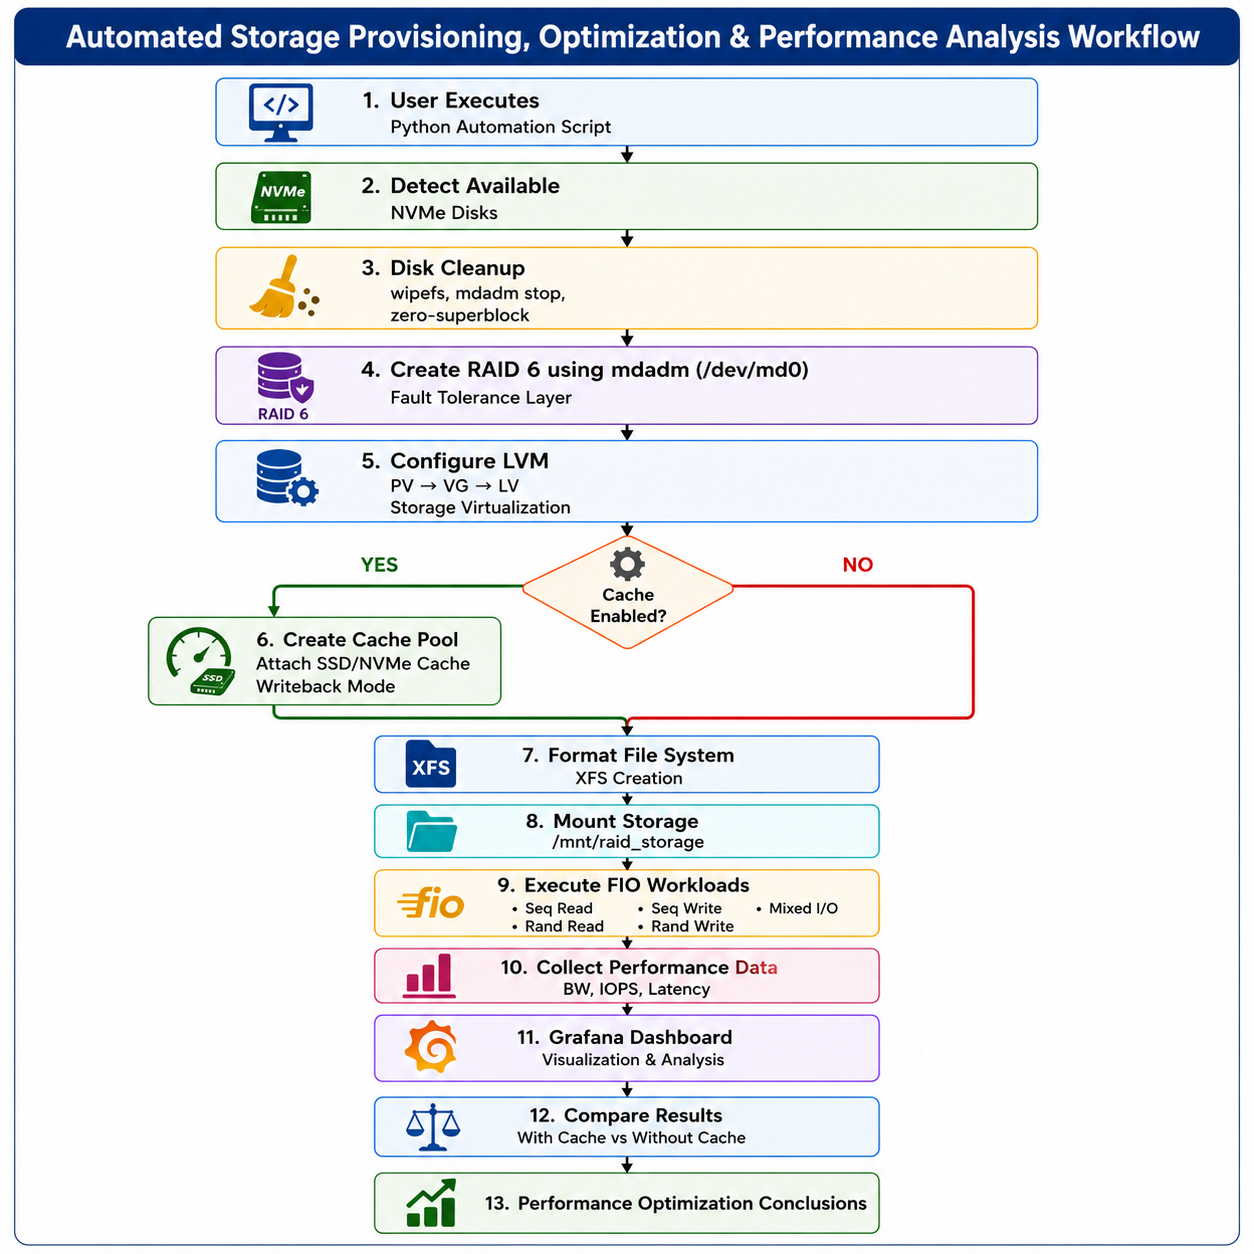 Automated Storage Provisioning, Optimization & Performance Analysis Workflow
</>
1. User Executes
Python Automation Script
NVMe
2. Detect Available
NVMe Disks
3. Disk Cleanup
wipefs, mdadm stop,
zero-superblock
RAID 6
4. Create RAID 6 using mdadm (/dev/md0)
Fault Tolerance Layer
5. Configure LVM
PV → VG → LV
Storage Virtualization
YES
NO
Cache
Enabled?
SSD
6. Create Cache Pool
Attach SSD/NVMe Cache
Writeback Mode
XFS
7. Format File System
XFS Creation
8. Mount Storage
/mnt/raid_storage
fio
9. Execute FIO Workloads
• Seq Read • Seq Write • Mixed I/O
• Rand Read • Rand Write
10. Collect Performance Data
BW, IOPS, Latency
11. Grafana Dashboard
Visualization & Analysis
12. Compare Results
With Cache vs Without Cache
13. Performance Optimization Conclusions